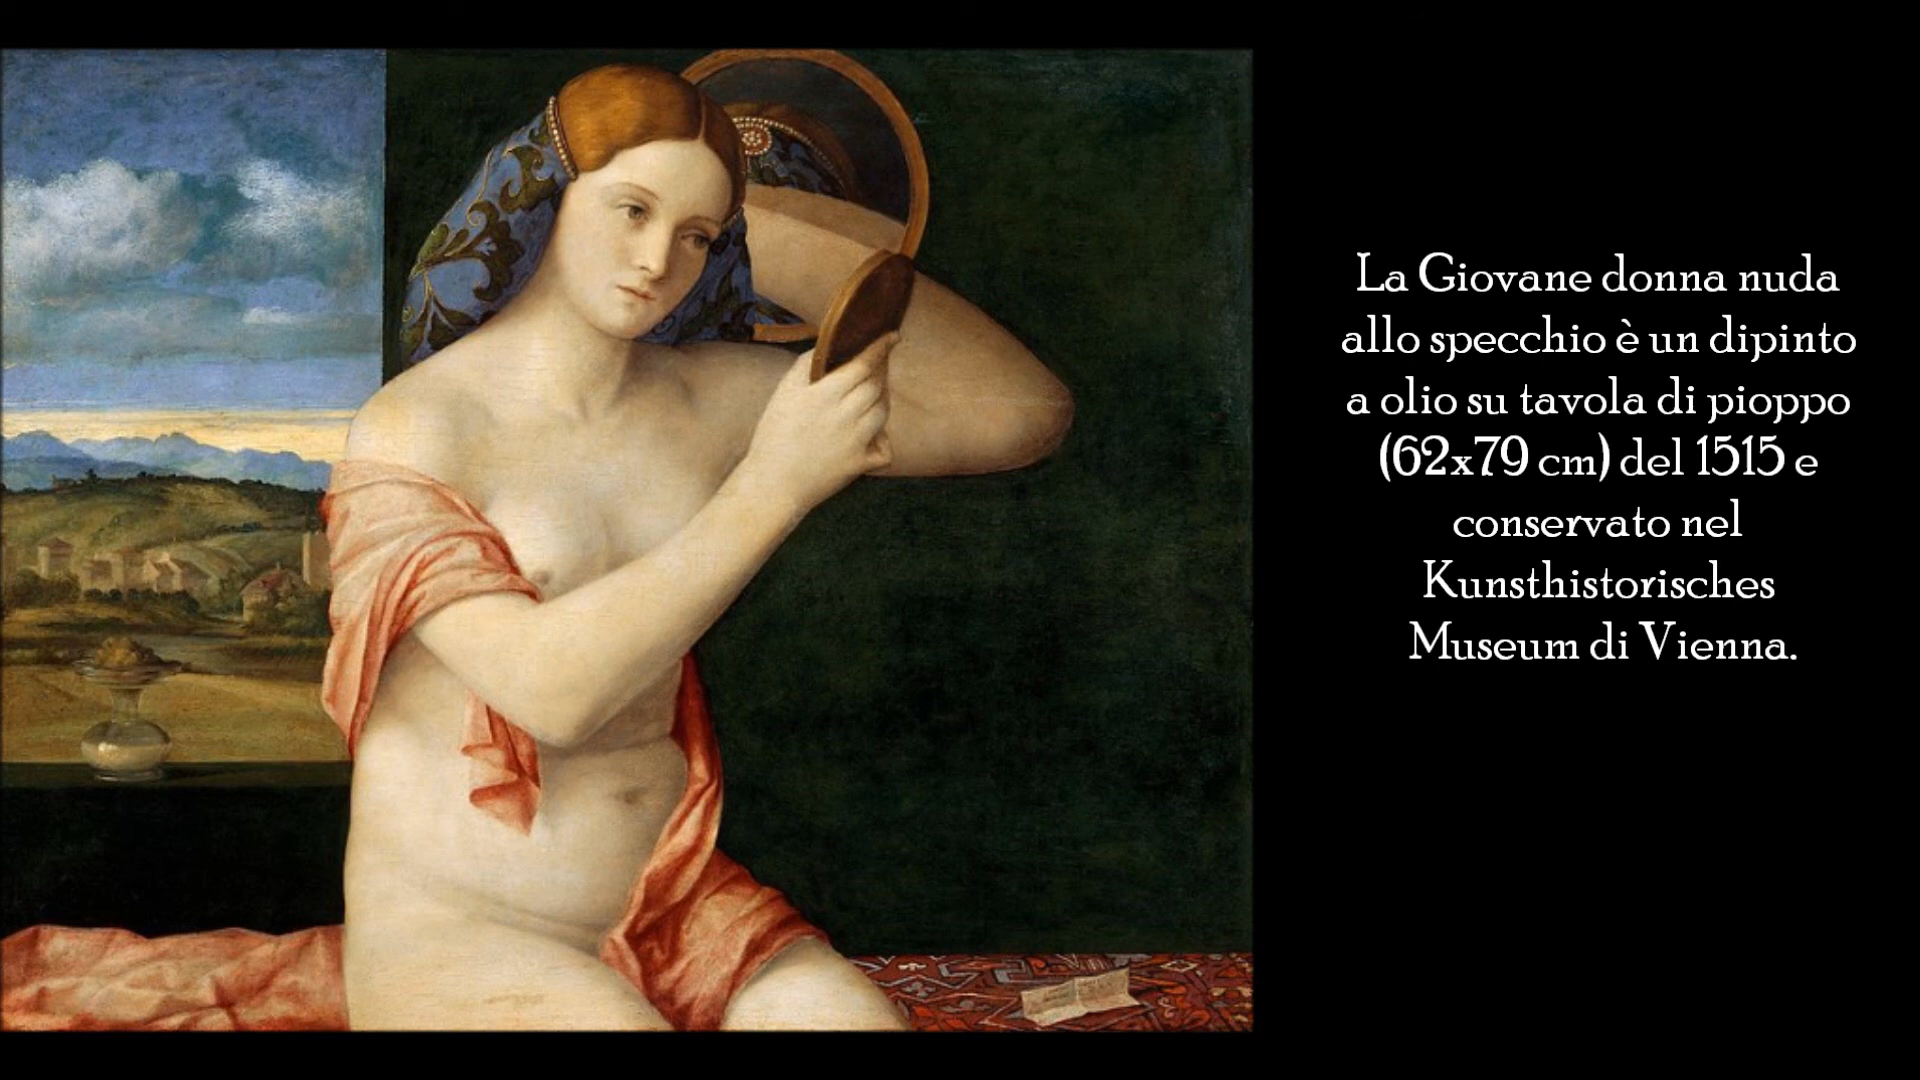 La Giovane donna nuda
allo specchio è un dipinto
a olio su tavola di pioppo
(62x79 cm) del 1515 e
conservato nel
Kunsthistorisches
Museum di Vienna.